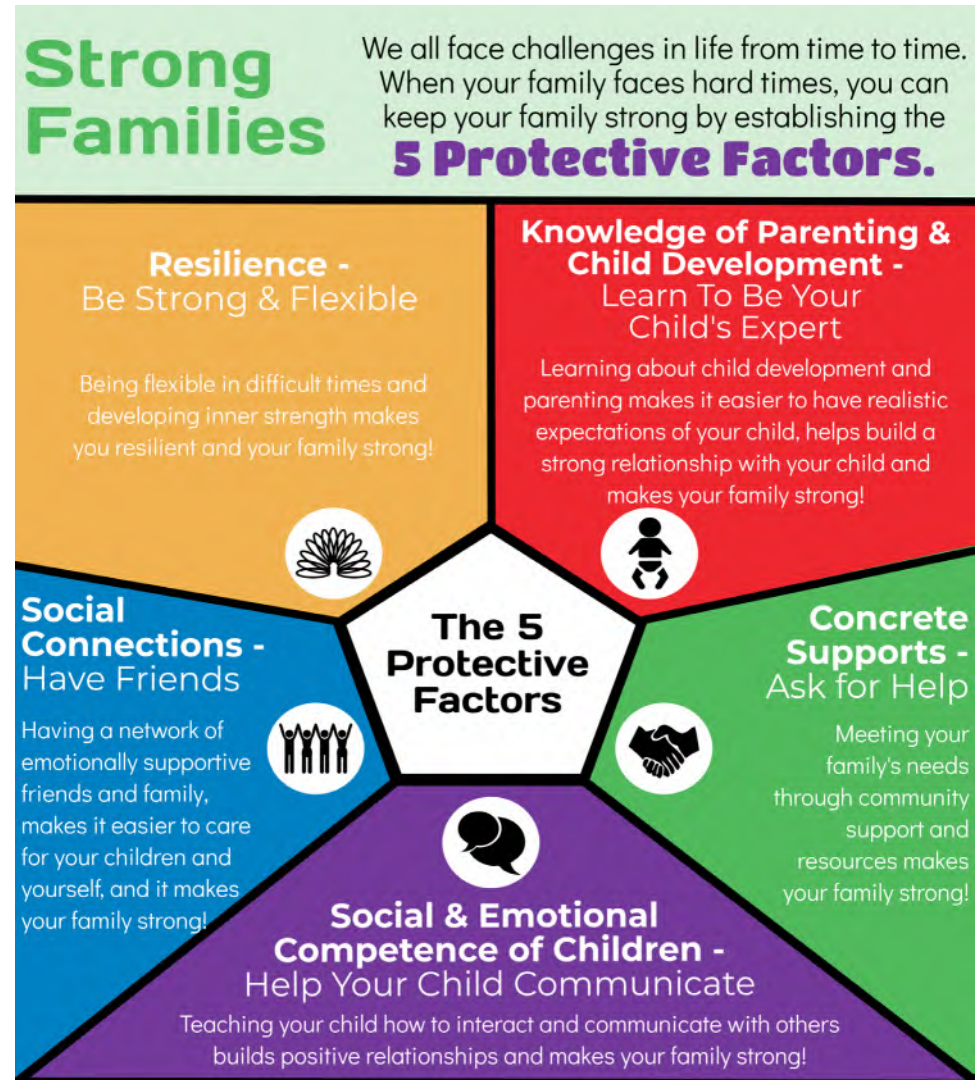 Strong
Families
We all face challenges in life from time to time.
When your family faces hard times, you can
keep your family strong by establishing the
5 Protective Factors.
Resilience -
Be Strong & Flexible
Being flexible in difficult times and
developing inner strength makes
you resilient and your family strong!
Knowledge of Parenting &
Child Development -
Learn To Be Your
Child's Expert
Learning about child development and
parenting makes it easier to have realistic
expectations of your child, helps build a
strong relationship with your child and
makes your family strong!
Social
Connections -
Have Friends
Having a network of
emotionally supportive
friends and family,
makes it easier to care
for your children and
yourself, and it makes
your family strong!
The 5
Protective
Factors
Concrete
Supports -
Ask for Help
Meeting your
family's needs
through community
support and
resources makes
your family strong!
Social & Emotional
Competence of Children -
Help Your Child Communicate
Teaching your child how to interact and communicate with others
builds positive relationships and makes your family strong!